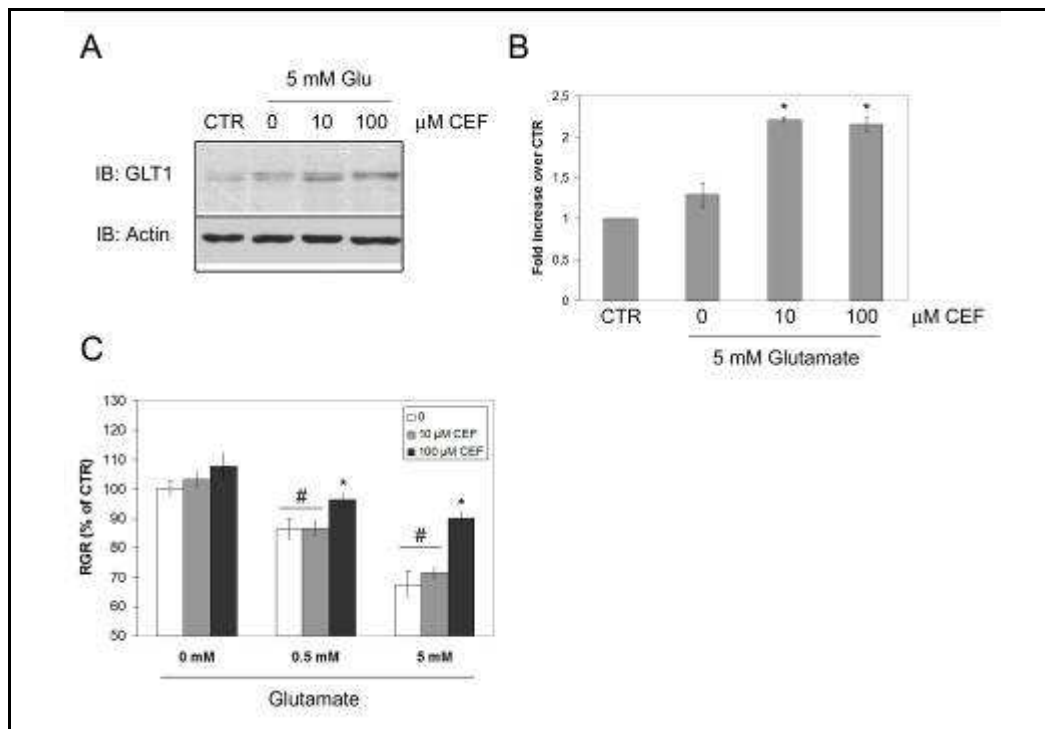 A
5 mM Glu
CTR 0 10 100 μM CEF
IB: GLT1
IB: Actin
B
Fold increase over CTR
2.5
2
1.5
1
0.5
0
CTR 0 10 100 μM CEF
* *
5 mM Glutamate
C
RGR (% of CTR)
130
120
110
100
90
80
70
60
50
0
10 μM CEF
100 μM CEF
# *
# *
0 mM 0.5 mM 5 mM
Glutamate